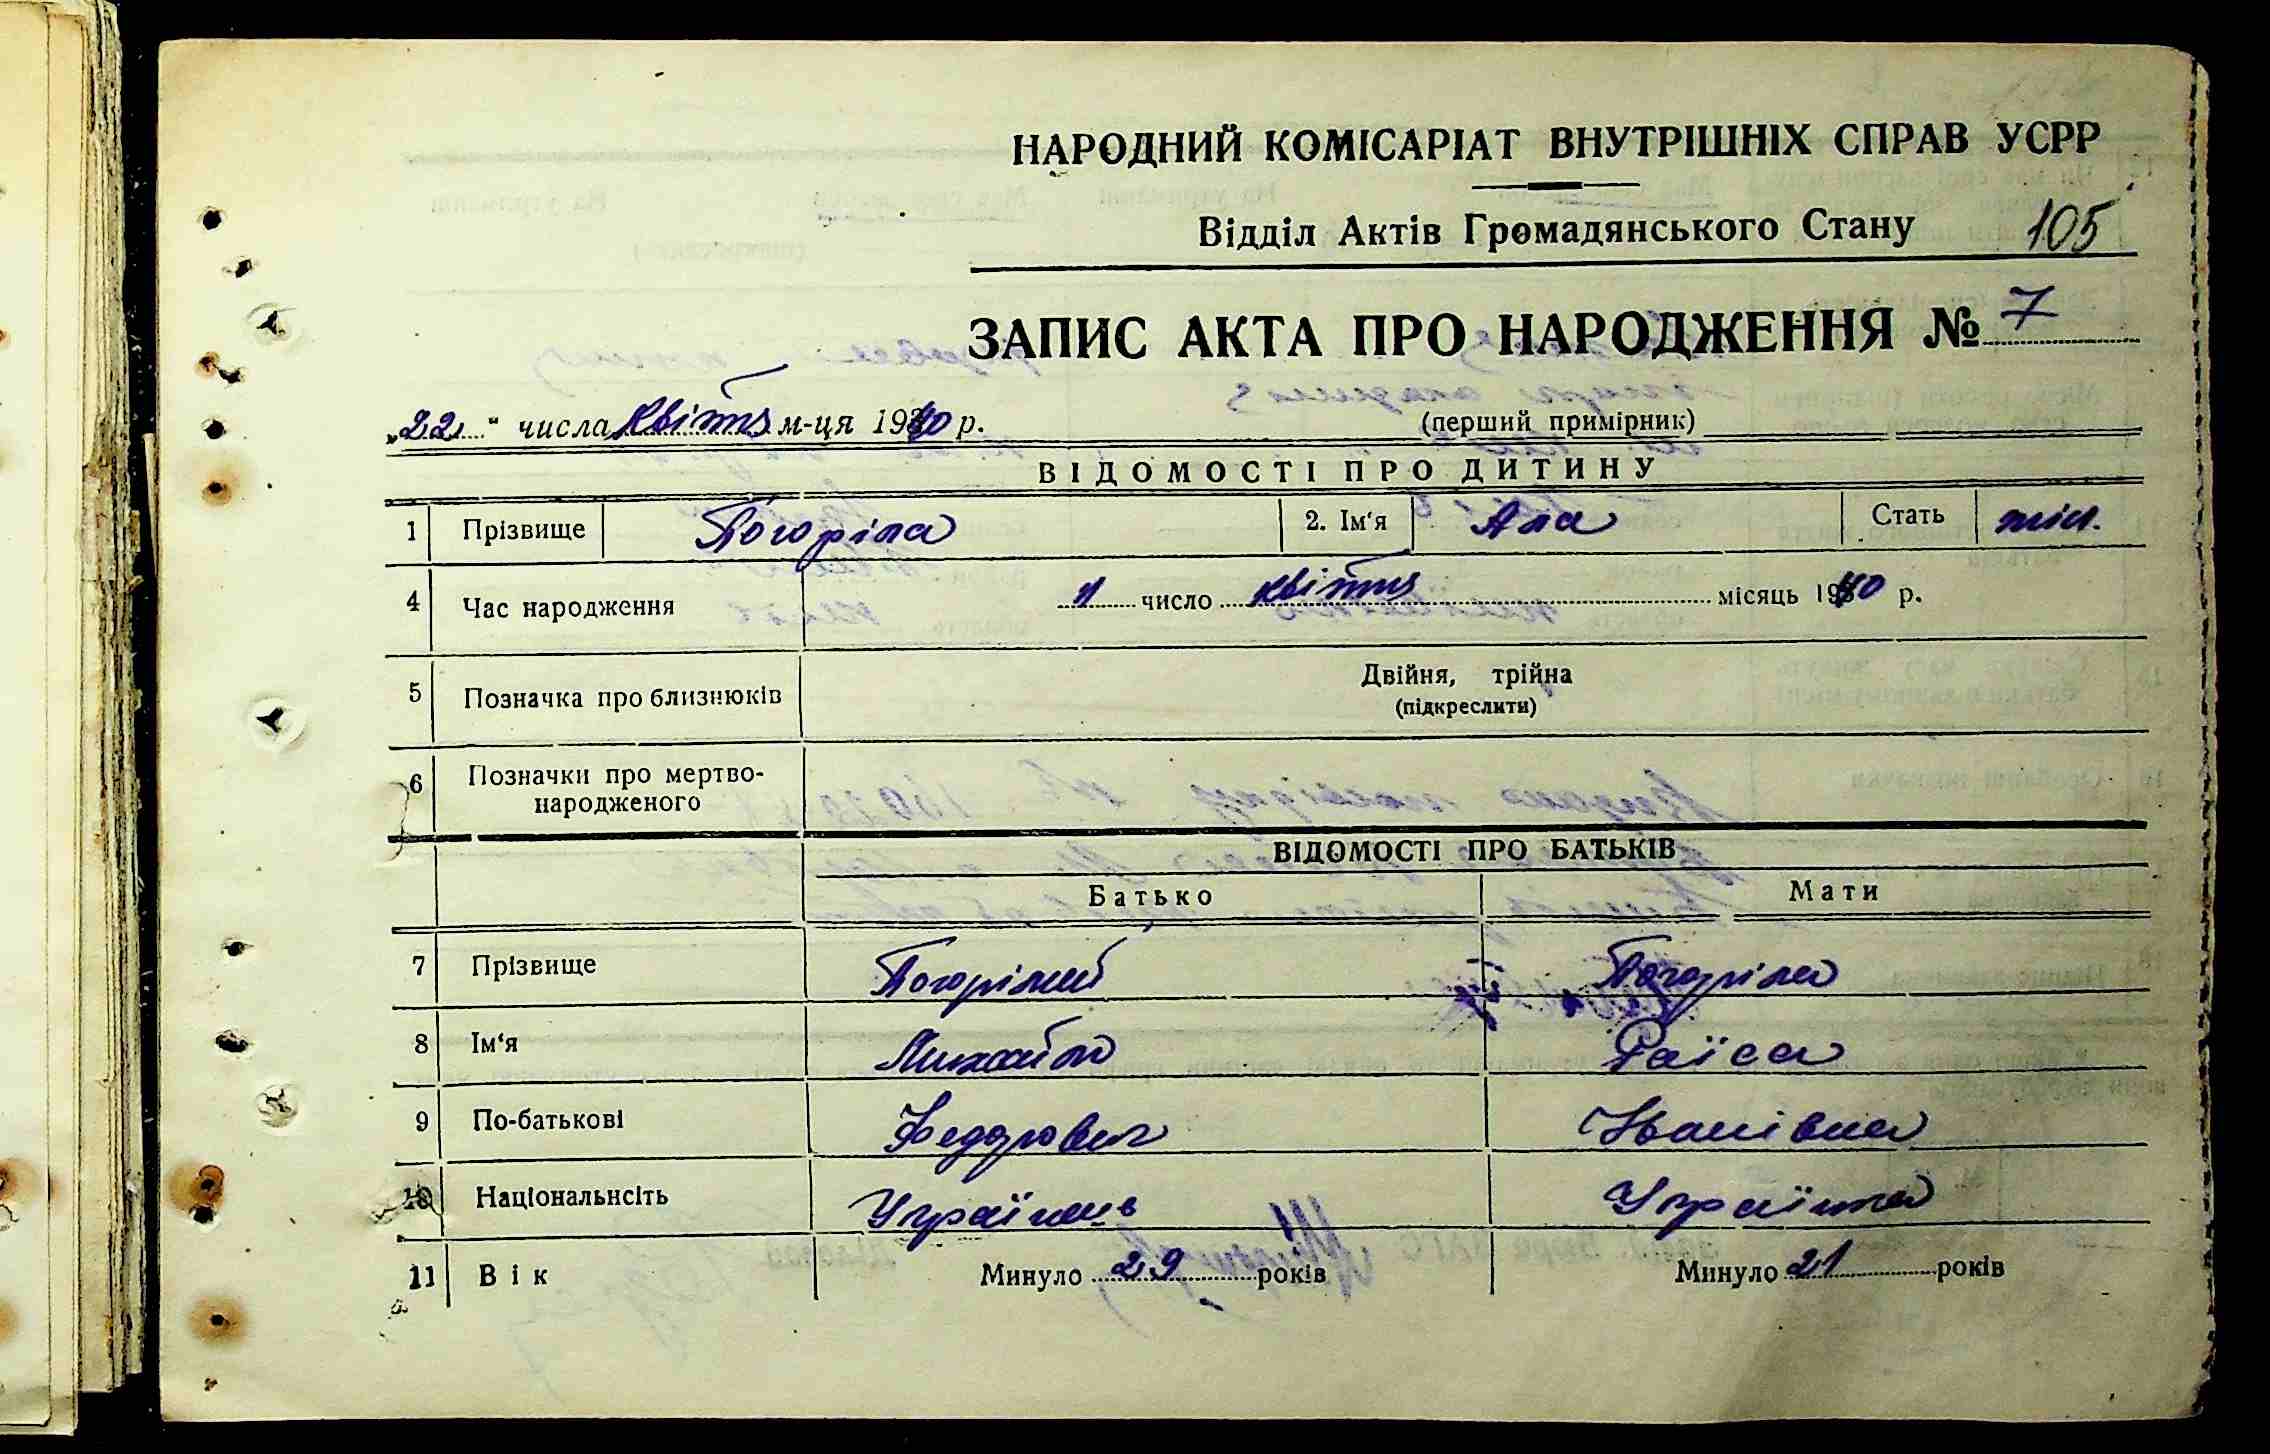 НАРОДНИЙ КОМІСАРІАТ ВНУТРІШНІХ СПРАВ УСРР
Відділ Актів Громадянського Стану 105
ЗАПИС АКТА ПРО НАРОДЖЕННЯ № 7
„22“ числа квітня м-ця 1940 р. (перший примірник)
ВІДОМОСТІ ПРО ДИТИНУ
1 Прізвище Погоріла 2. Ім'я Ала Стать жін.
4 Час народження 1 число квітня місяць 1940 р.
5 Позначка про близнюків Двійня, трійна
(підкреслити)
6 Позначки про мертво-
народженого
ВІДОМОСТІ ПРО БАТЬКІВ
Батько Мати
7 Прізвище Погорілий Погоріла
8 Ім'я Михайло Раїса
9 По-батькові Федорович Іванівна
10 Національнсіть Українець Українка
11 Вік Минуло 29 років Минуло 21 років